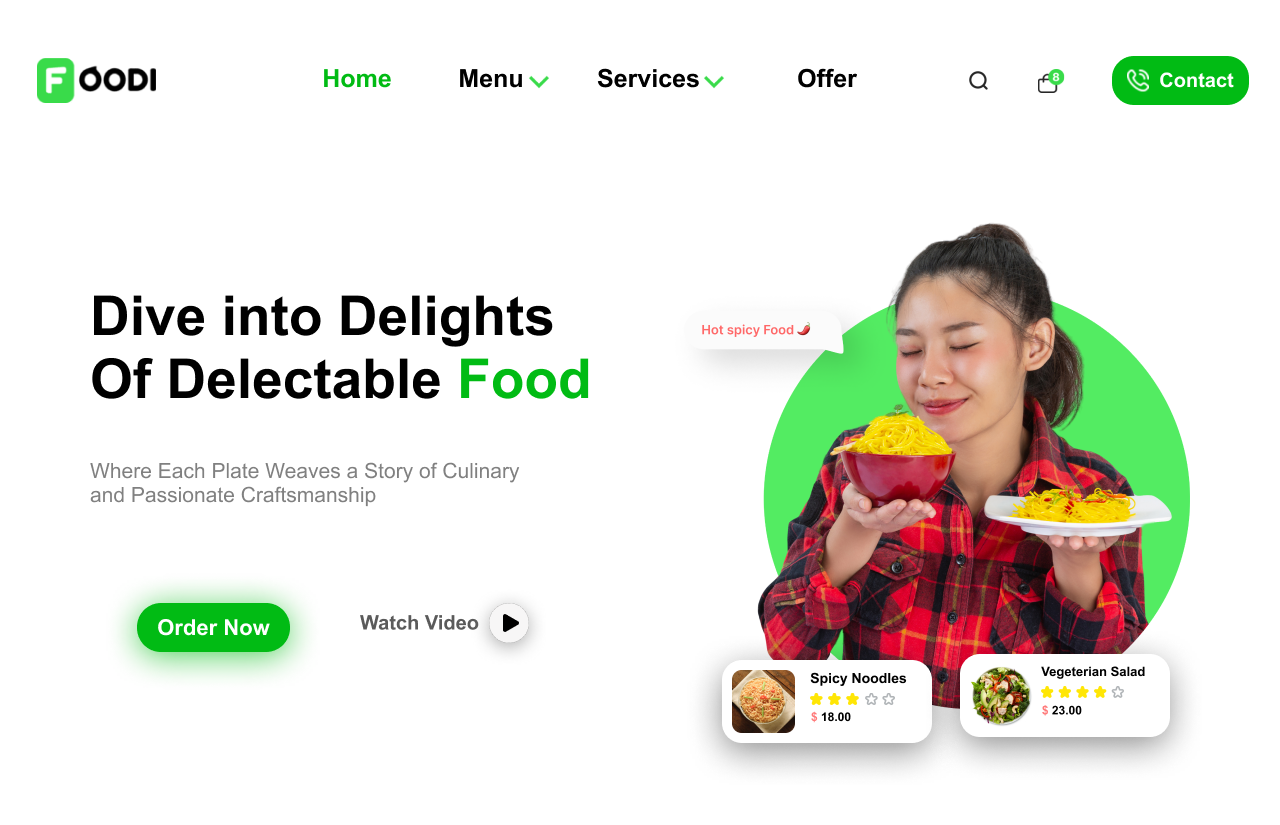 FOODI
Home
Menu
Services
Offer
8
Contact
Hot spicy Food
Dive into Delights
Of Delectable Food
Where Each Plate Weaves a Story of Culinary
and Passionate Craftsmanship
Order Now
Watch Video
Spicy Noodles
$ 18.00
Vegeterian Salad
$ 23.00